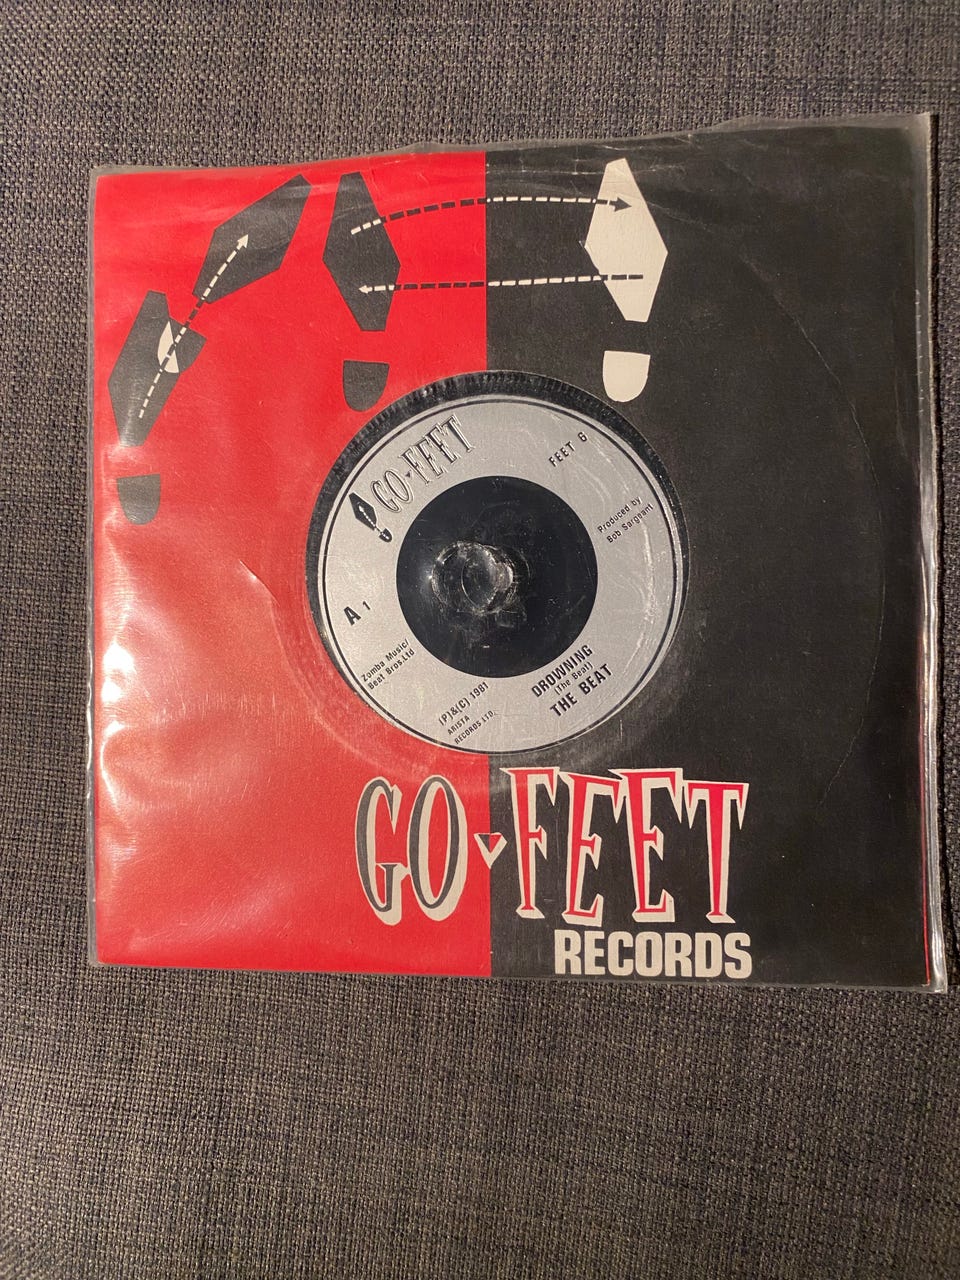 GO-FEET
FEET 6
Produced by
Bob Sargeant
A 1
Zomba Music/
Beat Bros.Ltd
(P)&(C) 1981
ARISTA
RECORDS LTD.
DROWNING
(The Beat)
THE BEAT
GO FEET
RECORDS